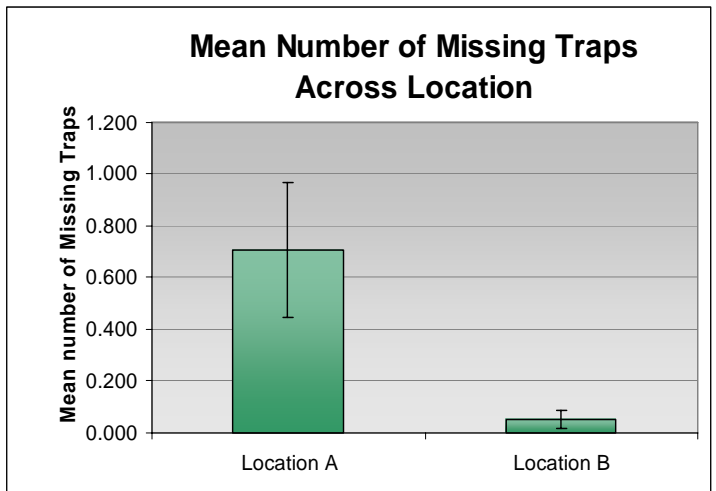 Mean Number of Missing Traps
Across Location
Mean number of Missing Traps
1.200
1.000
0.800
0.600
0.400
0.200
0.000
Location A
Location B